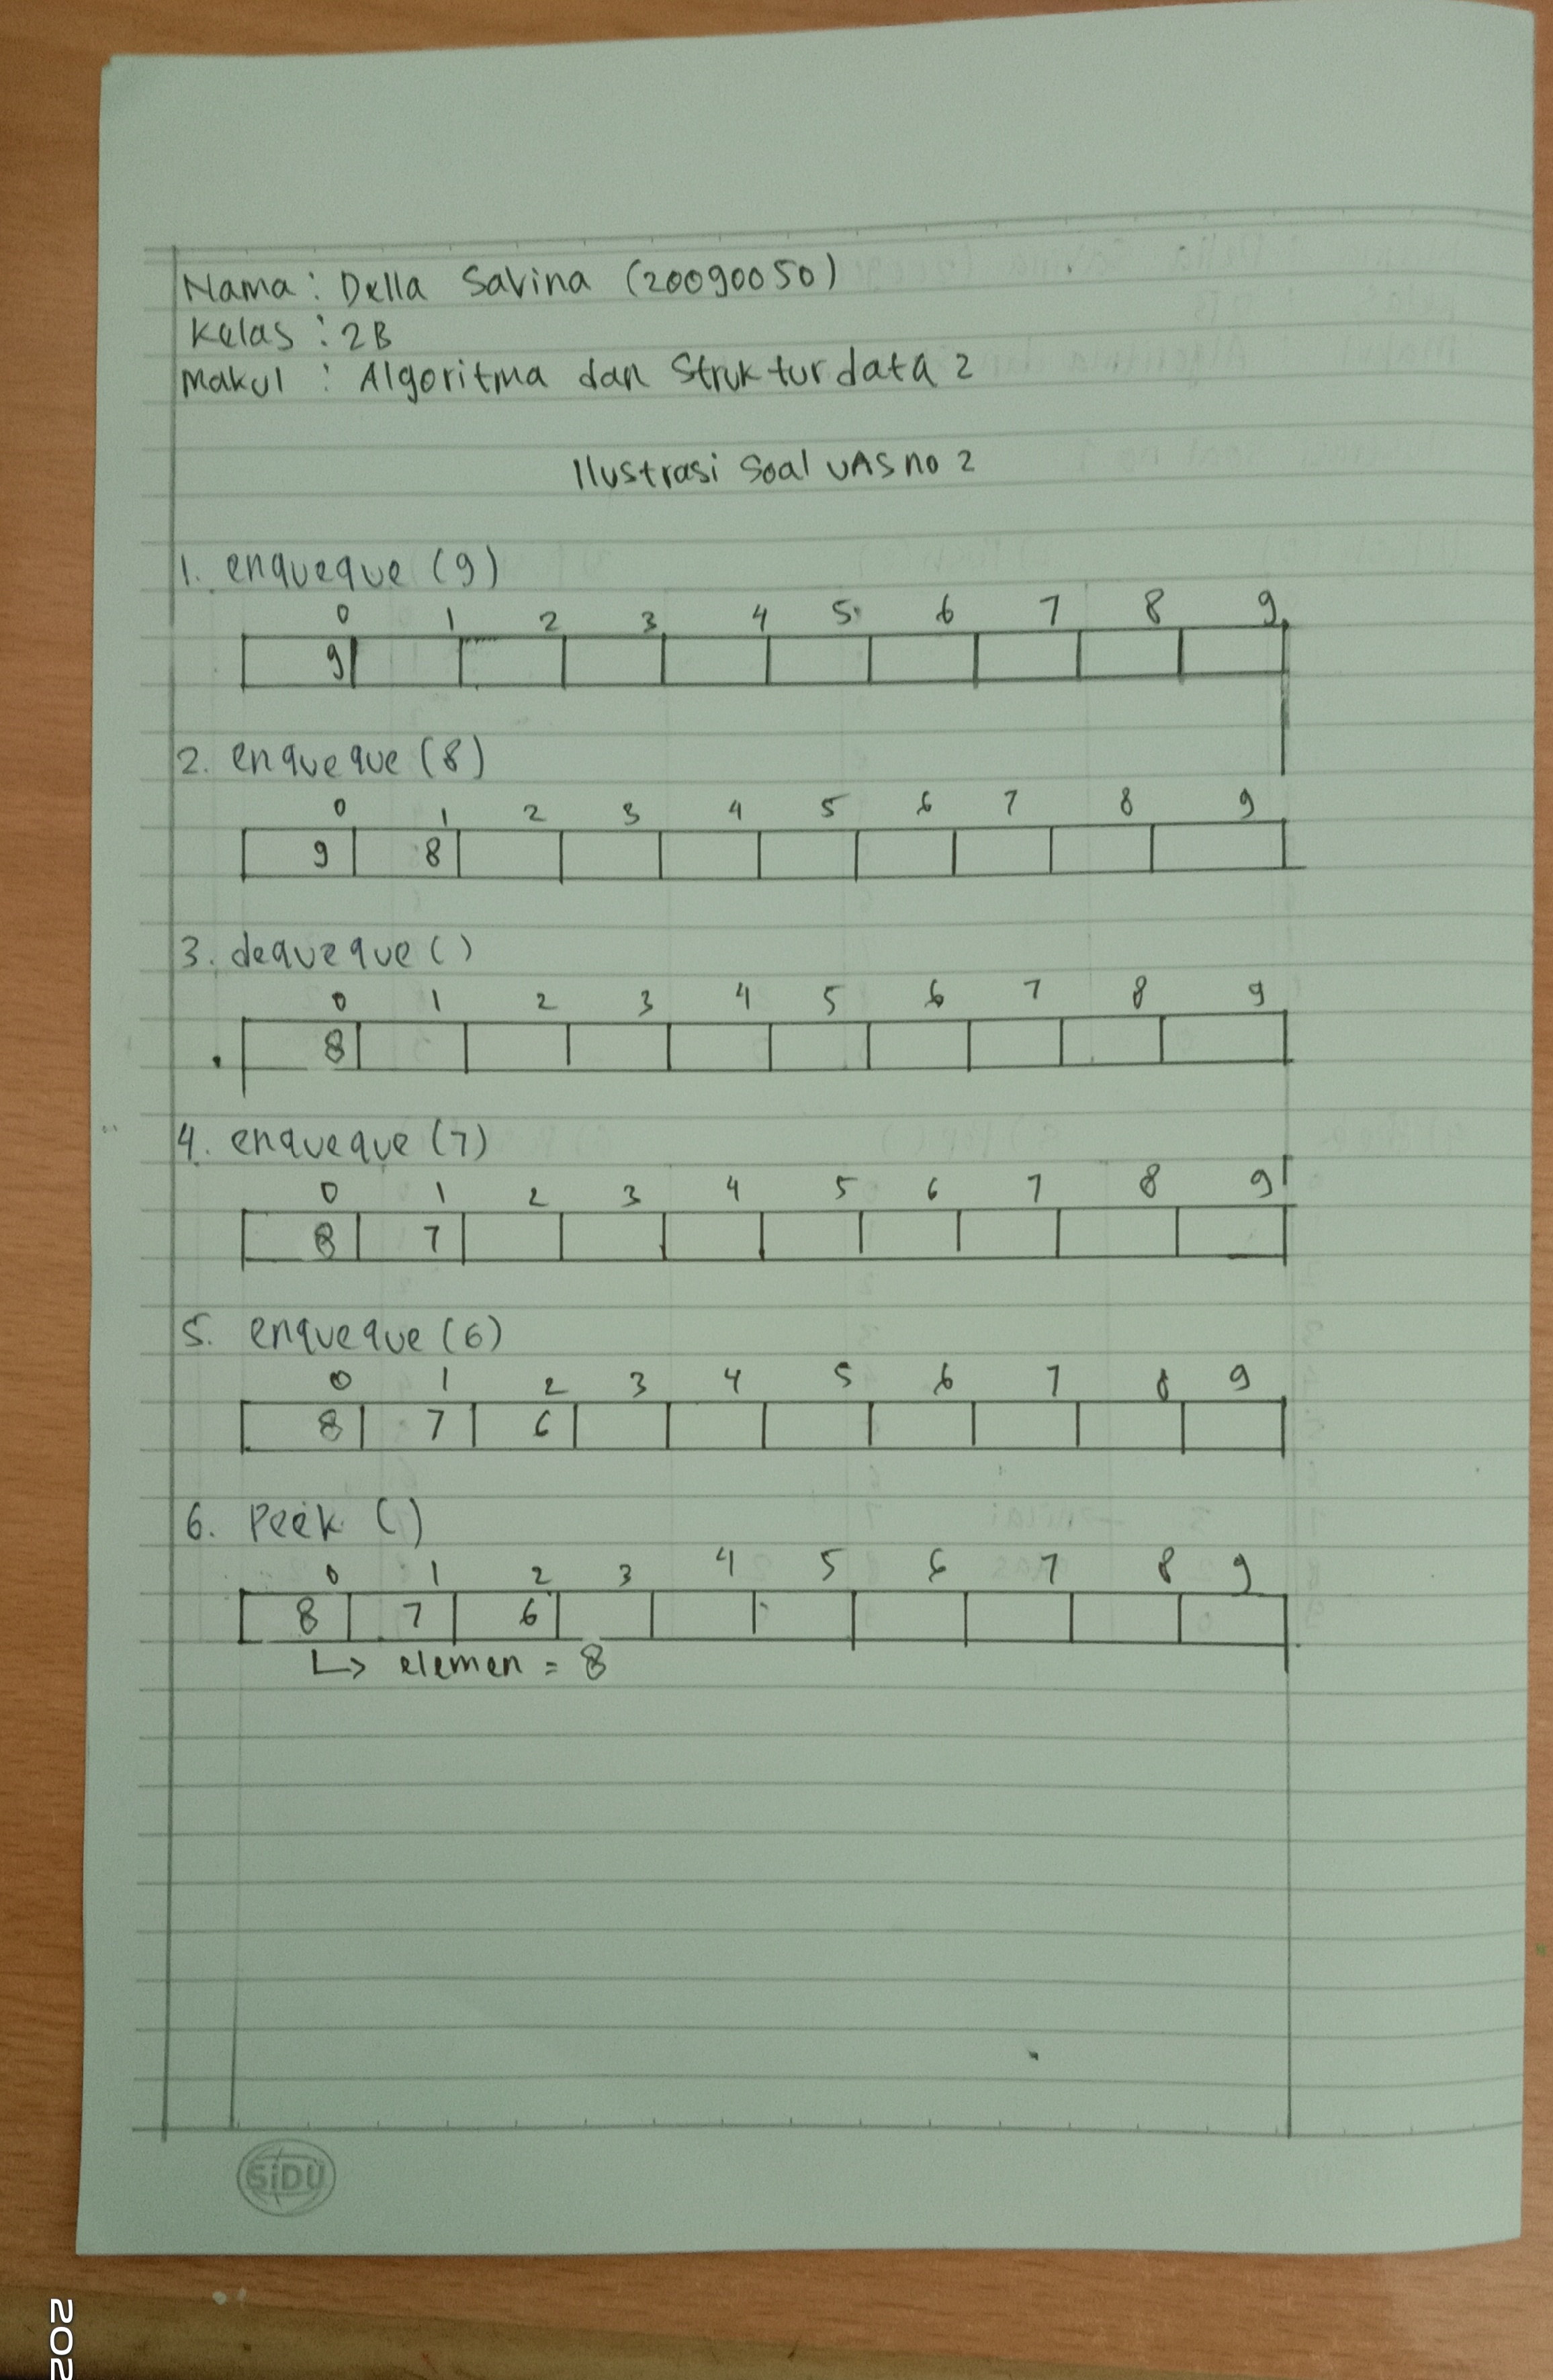 Nama : Della Savina (20090050)
Kelas : 2B
Makul : Algoritma dan Struktur data 2
Ilustrasi Soal UAS no 2
1. enqueque (9)
0 1 2 3 4 5 6 7 8 9
9
2. enqueque (8)
0 1 2 3 4 5 6 7 8 9
9 8
3. dequeque ()
0 1 2 3 4 5 6 7 8 9
8
4. enqueque (7)
0 1 2 3 4 5 6 7 8 9
8 7
5. enqueque (6)
0 1 2 3 4 5 6 7 8 9
8 7 6
6. Peek ()
0 1 2 3 4 5 6 7 8 9
8 7 6
↳ elemen = 8
SiDU
202